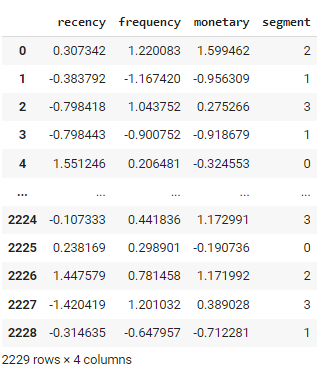 recency frequency monetary segment
0 0.307342 1.220083 1.599462 2
1 -0.383792 -1.167420 -0.956309 1
2 -0.798418 1.043752 0.275266 3
3 -0.798443 -0.900752 -0.918679 1
4 1.551246 0.206481 -0.324553 0
... ... ... ... ...
2224 -0.107333 0.441836 1.172991 3
2225 0.238169 0.298901 -0.190736 0
2226 1.447579 0.781458 1.171992 2
2227 -1.420419 1.201032 0.389028 3
2228 -0.314635 -0.647957 -0.712281 1
2229 rows × 4 columns